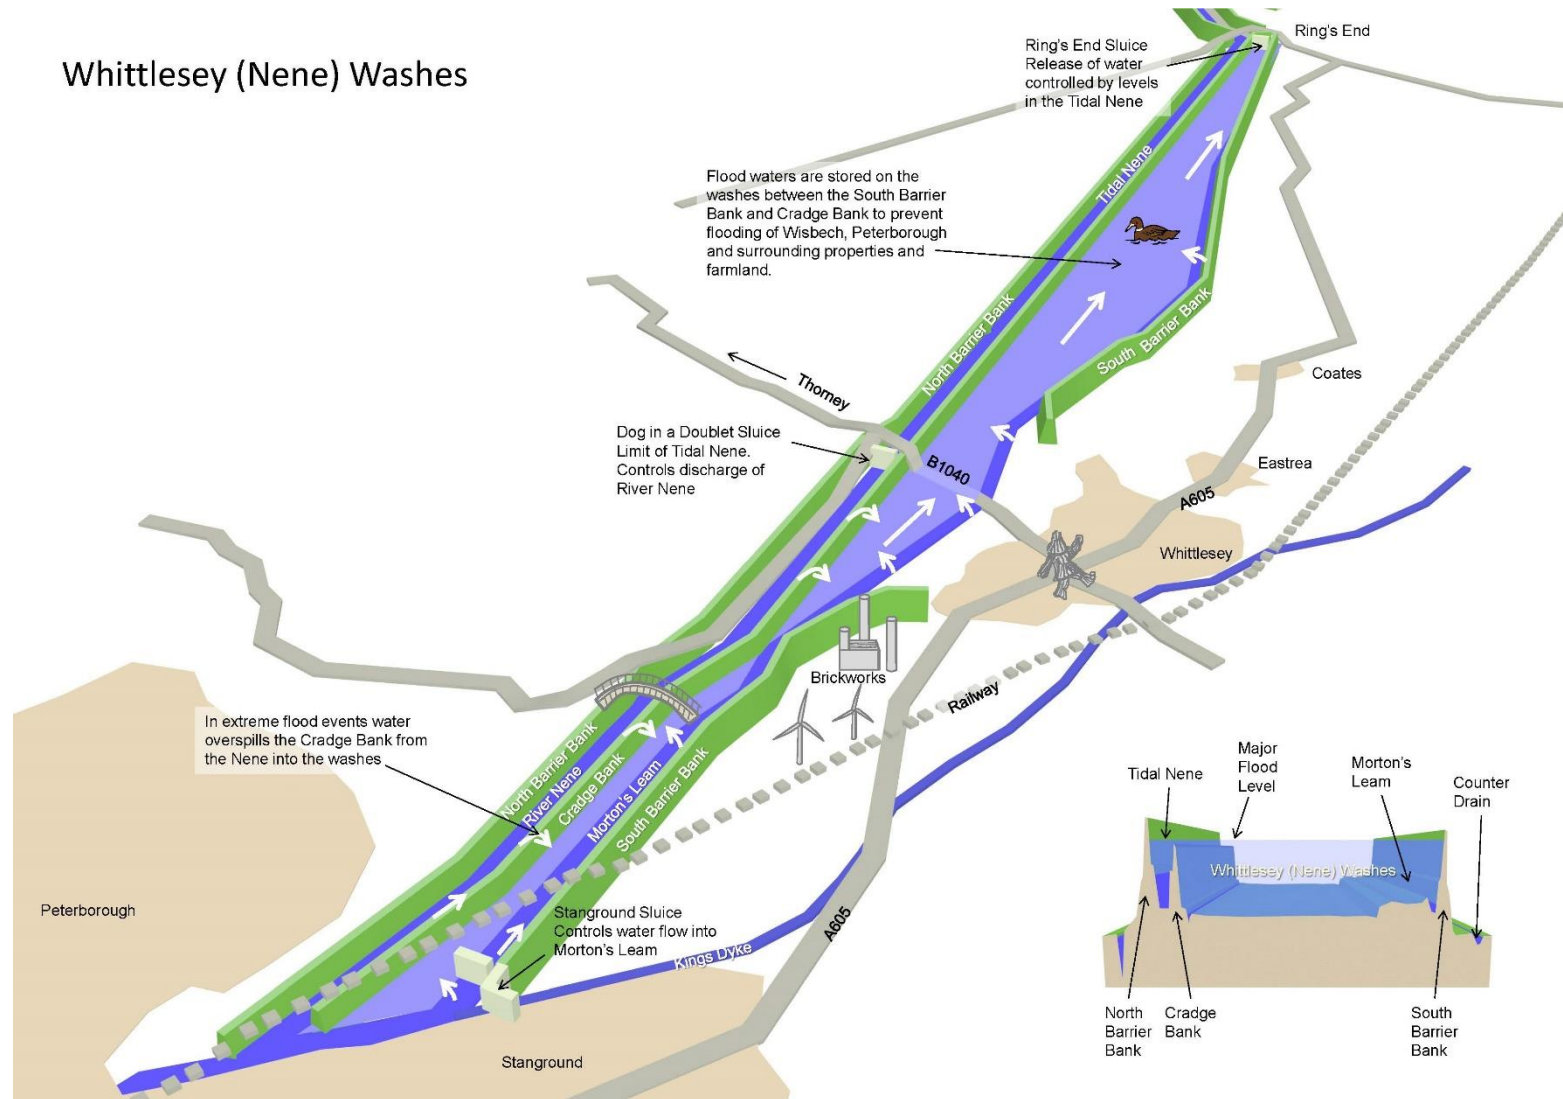 Whittlesey (Nene) Washes
Ring's End
Ring's End Sluice
Release of water
controlled by levels
in the Tidal Nene
Flood waters are stored on the
washes between the South Barrier
Bank and Cradge Bank to prevent
flooding of Wisbech, Peterborough
and surrounding properties and
farmland.
Tidal Nene
North Barrier Bank
South Barrier Bank
Thorney
Coates
Dog in a Doublet Sluice
Limit of Tidal Nene.
Controls discharge of
River Nene
B1040
Eastrea
A605
Whittlesey
Brickworks
Railway
In extreme flood events water
overspills the Cradge Bank from
the Nene into the washes
North Barrier Bank
River Nene
Cradge Bank
Morton's Leam
South Barrier Bank
Peterborough
Stanground Sluice
Controls water flow into
Morton's Leam
Kings Dyke
A605
Stanground
Tidal Nene
Major
Flood
Level
Morton's
Leam
Counter
Drain
Whittlesey (Nene) Washes
North
Barrier
Bank
Cradge
Bank
South
Barrier
Bank